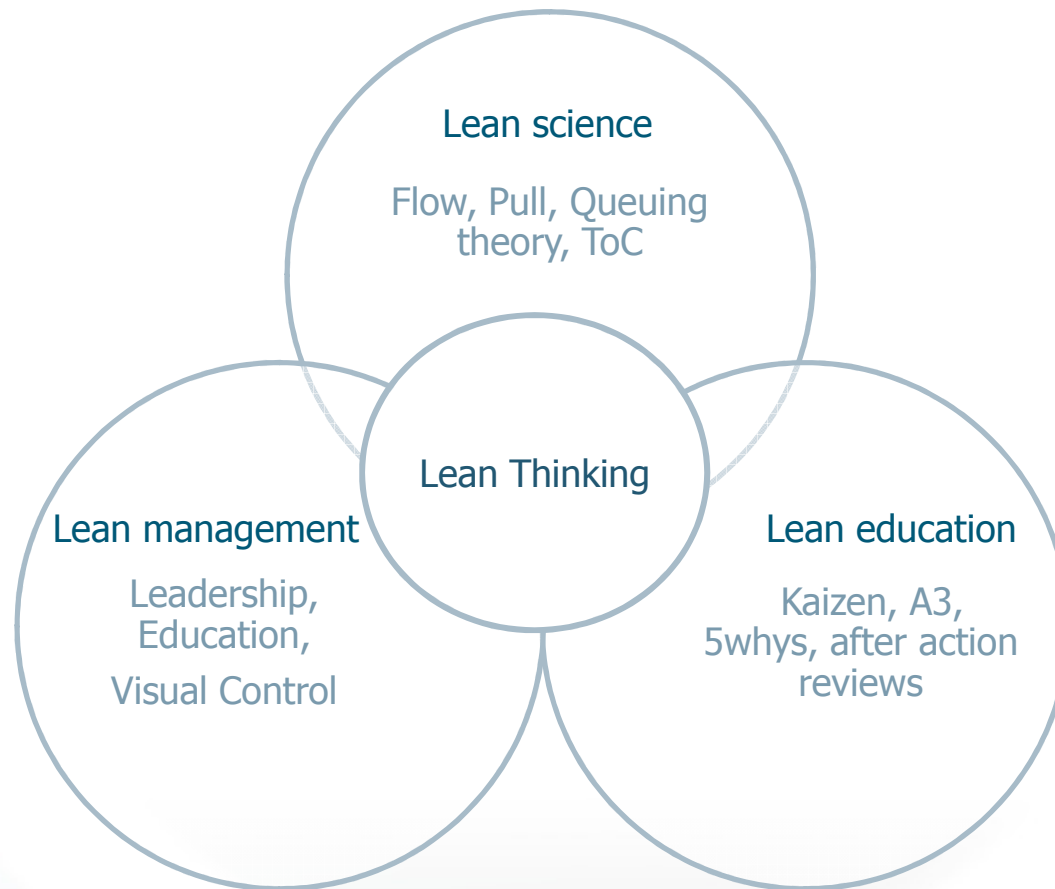 Lean science
Flow, Pull, Queuing
theory, ToC
Lean Thinking
Lean management
Leadership,
Education,
Visual Control
Lean education
Kaizen, A3,
5whys, after action
reviews